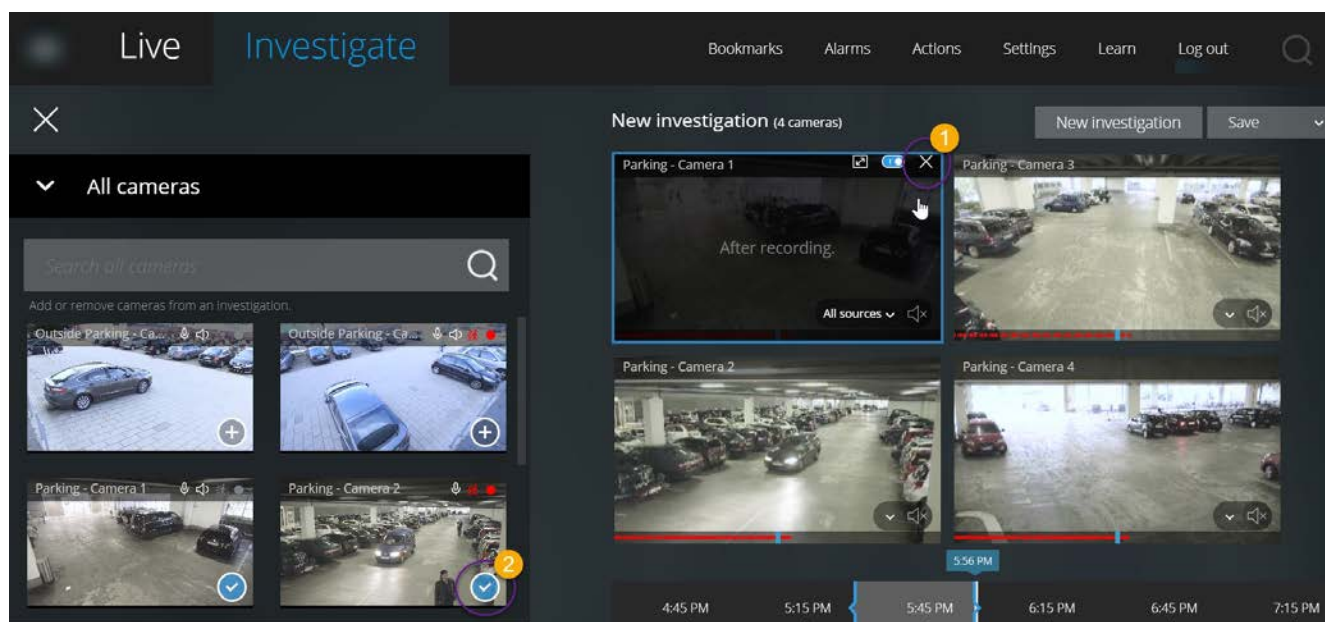 Live
Investigate
Bookmarks
Alarms
Actions
Settings
Learn
Log out
New investigation (4 cameras)
New investigation
Save
All cameras
1
Parking - Camera 1
Parking - Camera 3
Search all cameras
After recording.
Add or remove cameras from an investigation.
All sources
Outside Parking - Ca...
Outside Parking - Ca...
Parking - Camera 2
Parking - Camera 4
Parking - Camera 1
Parking - Camera 2
2
5:56 PM
4:45 PM
5:15 PM
5:45 PM
6:15 PM
6:45 PM
7:15 PM